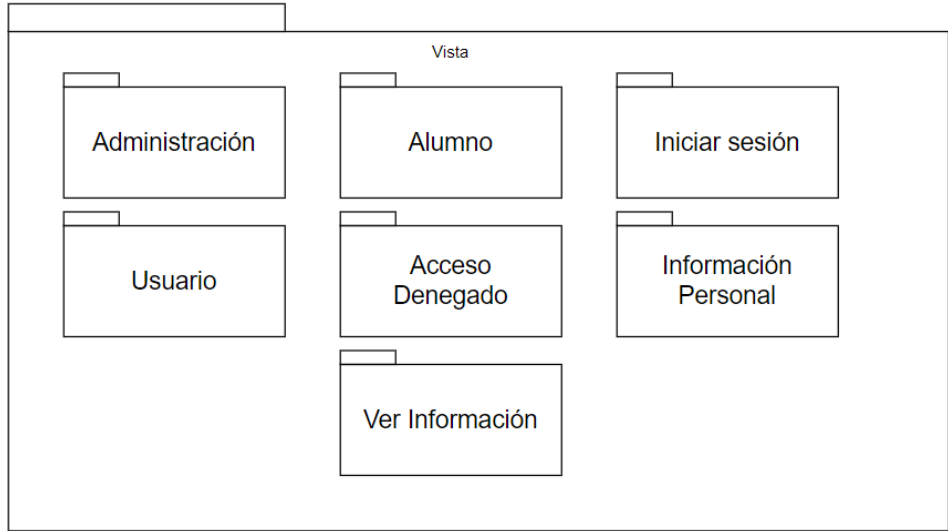 Vista
Administración
Alumno
Iniciar sesión
Usuario
Acceso
Denegado
Información
Personal
Ver Información